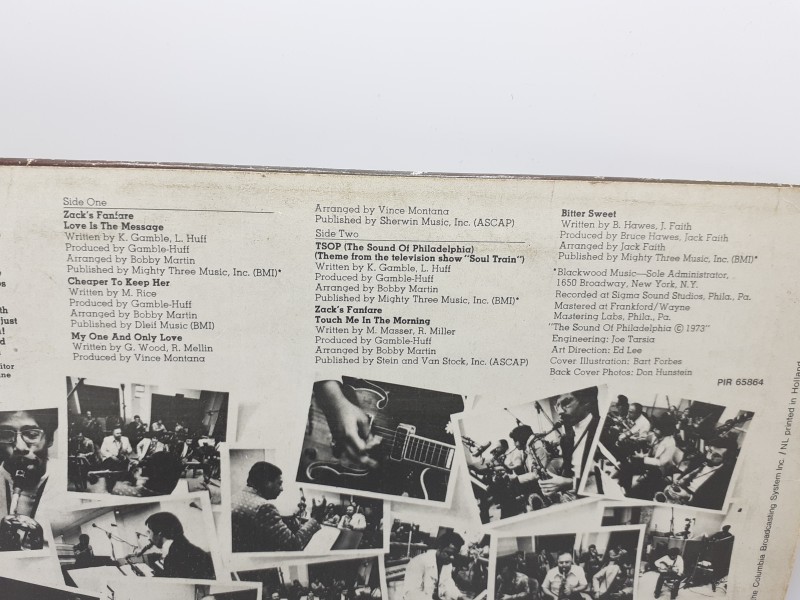 Side One
Zack's Fanfare
Love Is The Message
Written by K. Gamble, L. Huff
Produced by Gamble-Huff
Arranged by Bobby Martin
Published by Mighty Three Music, Inc. (BMI)*
Cheaper To Keep Her
Written by M. Rice
Produced by Gamble-Huff
Arranged by Bobby Martin
Published by Dleif Music (BMI)
My One And Only Love
Written by G. Wood, R. Mellin
Produced by Vince Montana
Arranged by Vince Montana
Published by Sherwin Music, Inc. (ASCAP)
Side Two
TSOP (The Sound Of Philadelphia)
(Theme from the television show "Soul Train")
Written by K. Gamble, L. Huff
Produced by Gamble-Huff
Arranged by Bobby Martin
Published by Mighty Three Music, Inc. (BMI)*
Zack's Fanfare
Touch Me In The Morning
Written by M. Masser, R. Miller
Produced by Gamble-Huff
Arranged by Bobby Martin
Published by Stein and Van Stock, Inc. (ASCAP)
Bitter Sweet
Written by B. Hawes, J. Faith
Produced by Bruce Hawes, Jack Faith
Arranged by Jack Faith
Published by Mighty Three Music, Inc. (BMI)*
*Blackwood Music—Sole Administrator,
1650 Broadway, New York, N.Y.
Recorded at Sigma Sound Studios, Phila., Pa.
Mastered at Frankford/Wayne
Mastering Labs, Phila., Pa.
"The Sound Of Philadelphia © 1973"
Engineering: Joe Tarsia
Art Direction: Ed Lee
Cover Illustration: Bart Forbes
Back Cover Photos: Don Hunstein
PIR 65864
just
Columbia Broadcasting System Inc. / NL printed in Holland